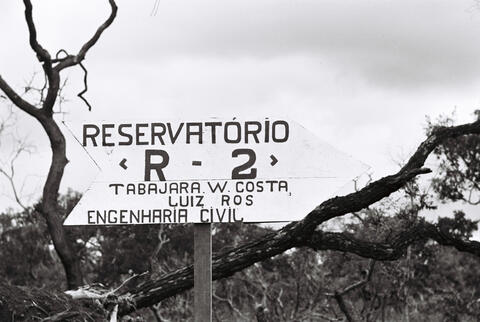 RESERVATÓRIO
< R - 2 >
TABAJARA. W. COSTA,
LUIZ ROS
ENGENHARIA CIVIL